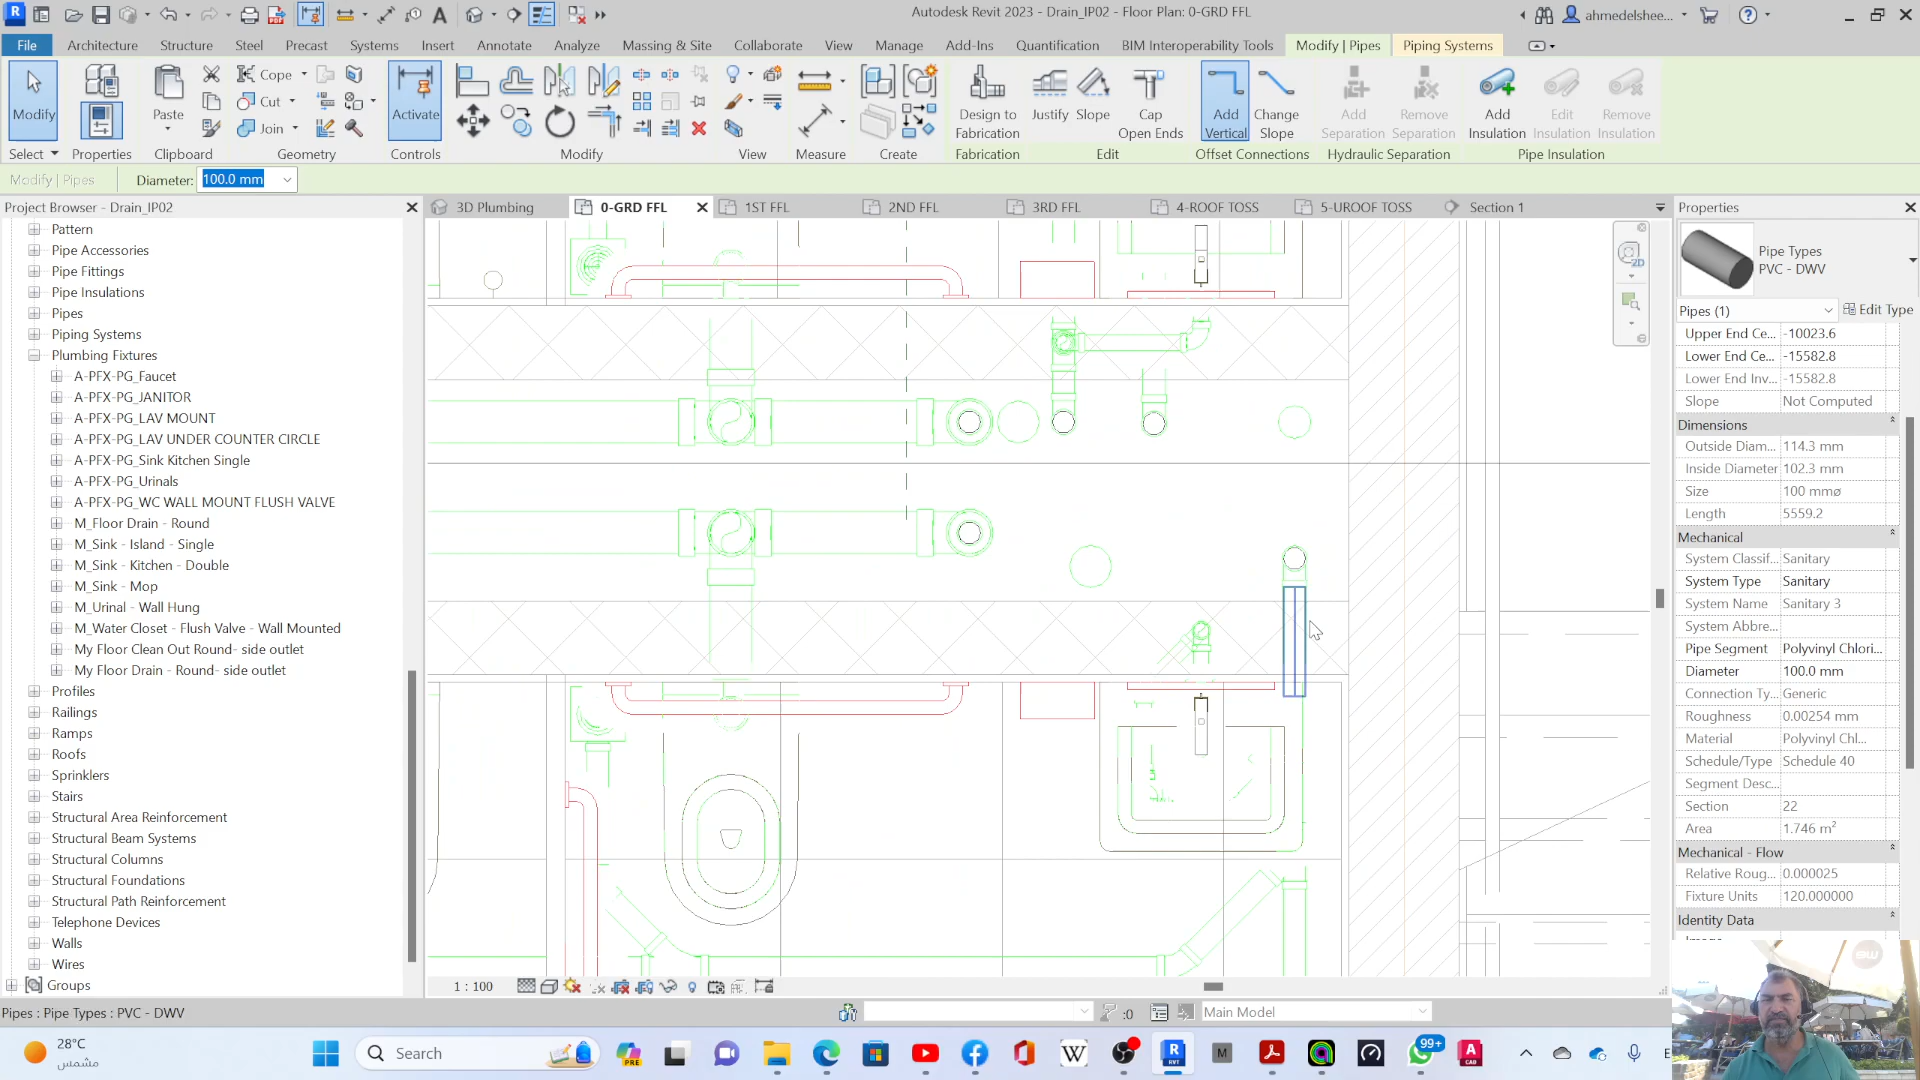 Autodesk Revit 2023 - Drain_IP02 - Floor Plan: 0-GRD FFL
ahmedelshee...
File Architecture Structure Steel Precast Systems Insert Annotate Analyze Massing & Site Collaborate View Manage Add-Ins Quantification BIM Interoperability Tools Modify | Pipes Piping Systems
Modify
Paste
Cope
Cut
Join
Activate
Design to Fabrication
Justify
Slope
Cap Open Ends
Add Vertical
Change Slope
Add Separation
Remove Separation
Add Insulation
Edit Insulation
Remove Insulation
Select Properties Clipboard Geometry Controls Modify View Measure Create Fabrication Edit Offset Connections Hydraulic Separation Pipe Insulation
Modify | Pipes Diameter: 100.0 mm
Project Browser - Drain_IP02
3D Plumbing 0-GRD FFL 1ST FFL 2ND FFL 3RD FFL 4-ROOF TOSS 5-UROOF TOSS Section 1
Pattern
Pipe Accessories
Pipe Fittings
Pipe Insulations
Pipes
Piping Systems
Plumbing Fixtures
A-PFX-PG_Faucet
A-PFX-PG_JANITOR
A-PFX-PG_LAV MOUNT
A-PFX-PG_LAV UNDER COUNTER CIRCLE
A-PFX-PG_Sink Kitchen Single
A-PFX-PG_Urinals
A-PFX-PG_WC WALL MOUNT FLUSH VALVE
M_Floor Drain - Round
M_Sink - Island - Single
M_Sink - Kitchen - Double
M_Sink - Mop
M_Urinal - Wall Hung
M_Water Closet - Flush Valve - Wall Mounted
My Floor Clean Out Round- side outlet
My Floor Drain - Round- side outlet
Profiles
Railings
Ramps
Roofs
Sprinklers
Stairs
Structural Area Reinforcement
Structural Beam Systems
Structural Columns
Structural Foundations
Structural Path Reinforcement
Telephone Devices
Walls
Wires
Groups
2D
Properties
Pipe Types
PVC - DWV
Pipes (1) Edit Type
Upper End Ce... -10023.6
Lower End Ce... -15582.8
Lower End Inv... -15582.8
Slope Not Computed
Dimensions
Outside Diam... 114.3 mm
Inside Diameter 102.3 mm
Size 100 mmø
Length 5559.2
Mechanical
System Classif... Sanitary
System Type Sanitary
System Name Sanitary 3
System Abbre...
Pipe Segment Polyvinyl Chlori...
Diameter 100.0 mm
Connection Ty... Generic
Roughness 0.00254 mm
Material Polyvinyl Chl...
Schedule/Type Schedule 40
Segment Desc...
Section 22
Area 1.746 m²
Mechanical - Flow
Relative Roug... 0.000025
Fixture Units 120.000000
Identity Data
1 : 100
Pipes : Pipe Types : PVC - DWV
:0
Main Model
28°C
مشمس
Search
PRE
99+